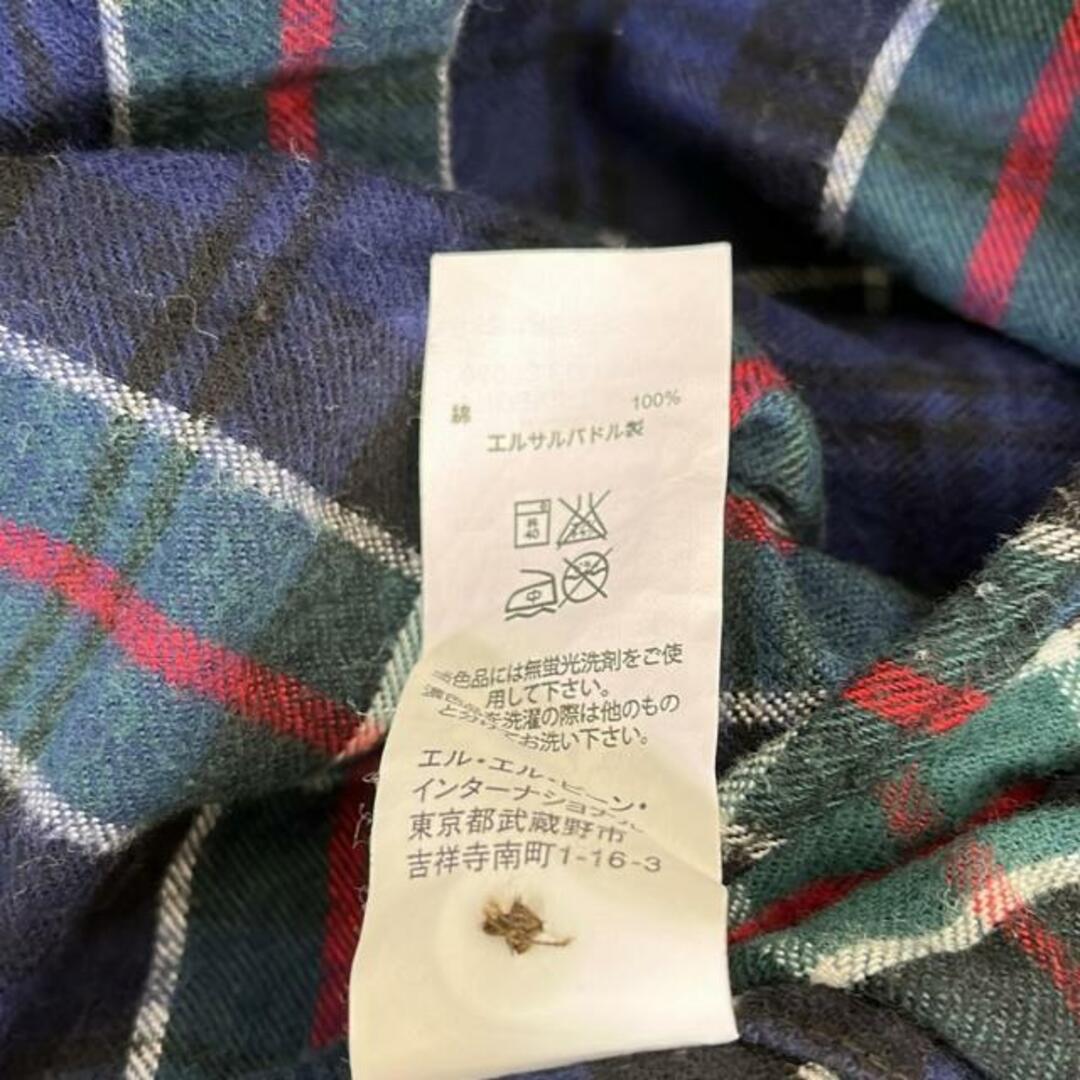 綿 100%
エルサルバドル製
40
中
色品には無蛍光洗剤をご使
用して下さい。
洗濯の際は他のもの
お洗い下さい。
エル・エル・ビーン・
インターナショナル
東京都武蔵野市
吉祥寺南町1-16-3